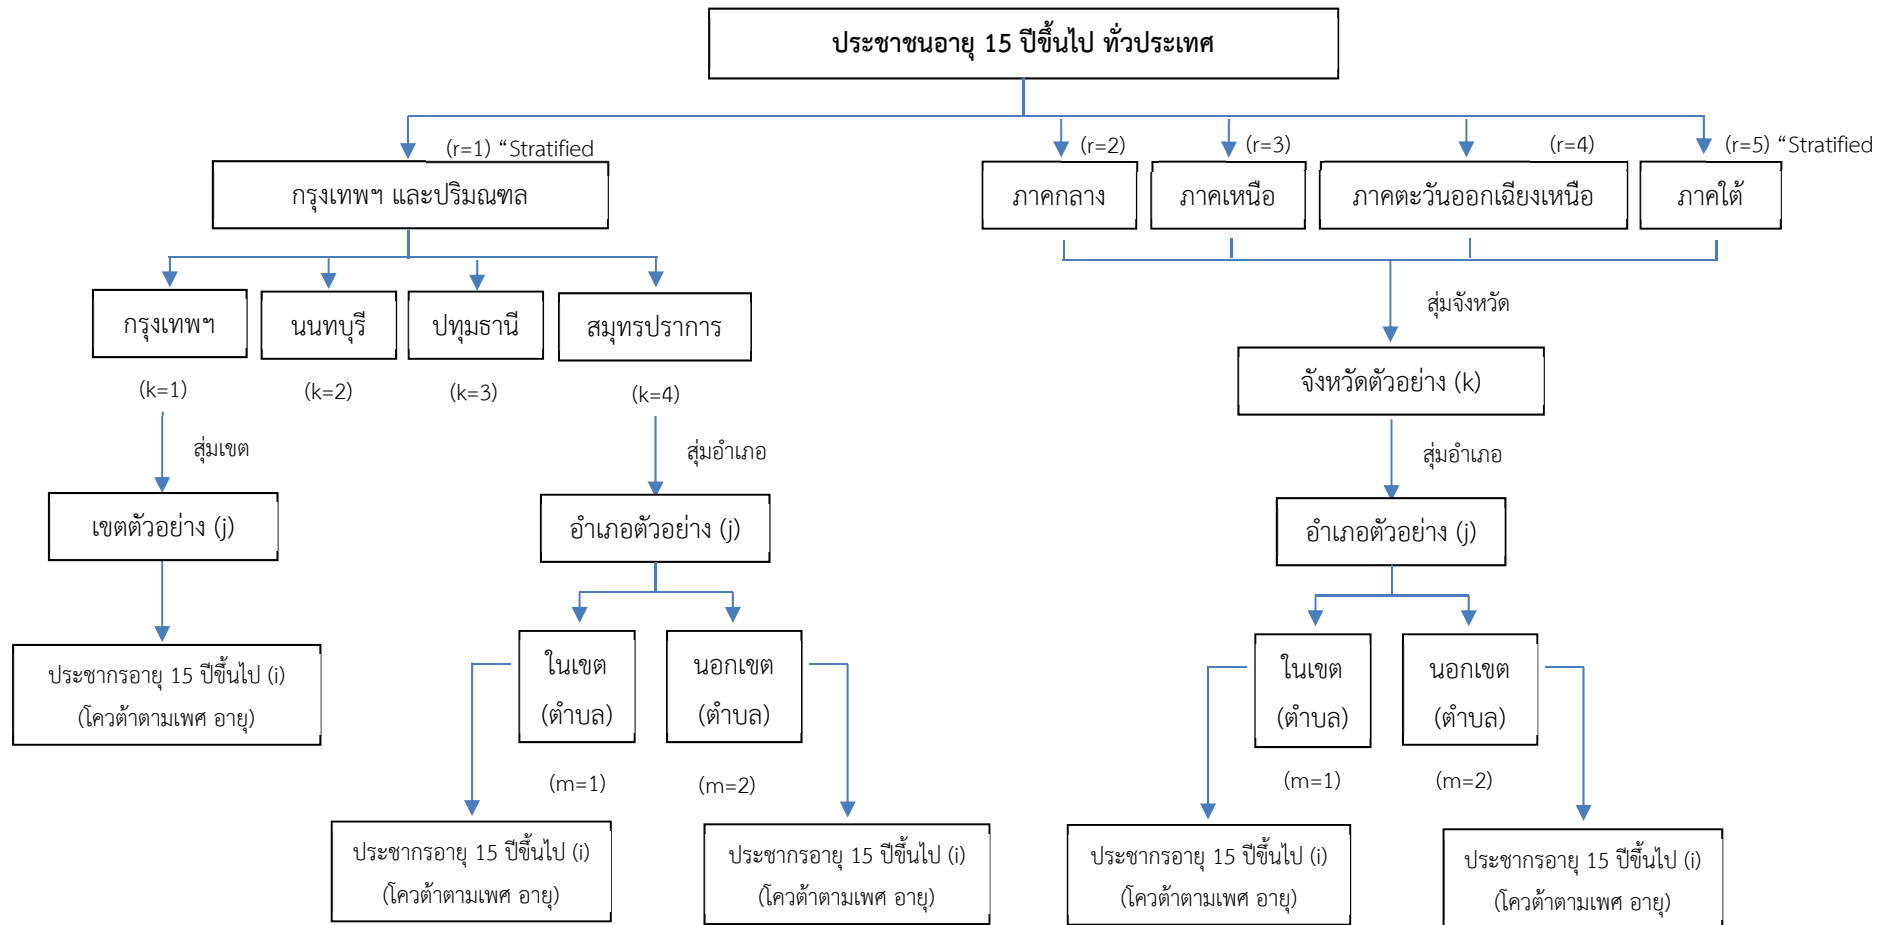 ประชาชนอายุ 15 ปีขึ้นไป ทั่วประเทศ
(r=1) “Stratified
(r=2)
(r=3)
(r=4)
(r=5) “Stratified
กรุงเทพฯ และปริมณฑล
ภาคกลาง
ภาคเหนือ
ภาคตะวันออกเฉียงเหนือ
ภาคใต้
กรุงเทพฯ
นนทบุรี
ปทุมธานี
สมุทรปราการ
สุ่มจังหวัด
(k=1)
(k=2)
(k=3)
(k=4)
จังหวัดตัวอย่าง (k)
สุ่มเขต
สุ่มอำเภอ
สุ่มอำเภอ
เขตตัวอย่าง (j)
อำเภอตัวอย่าง (j)
อำเภอตัวอย่าง (j)
ประชากรอายุ 15 ปีขึ้นไป (i)
(โควต้าตามเพศ อายุ)
ในเขต
(ตำบล)
นอกเขต
(ตำบล)
ในเขต
(ตำบล)
นอกเขต
(ตำบล)
(m=1)
(m=2)
(m=1)
(m=2)
ประชากรอายุ 15 ปีขึ้นไป (i)
(โควต้าตามเพศ อายุ)
ประชากรอายุ 15 ปีขึ้นไป (i)
(โควต้าตามเพศ อายุ)
ประชากรอายุ 15 ปีขึ้นไป (i)
(โควต้าตามเพศ อายุ)
ประชากรอายุ 15 ปีขึ้นไป (i)
(โควต้าตามเพศ อายุ)